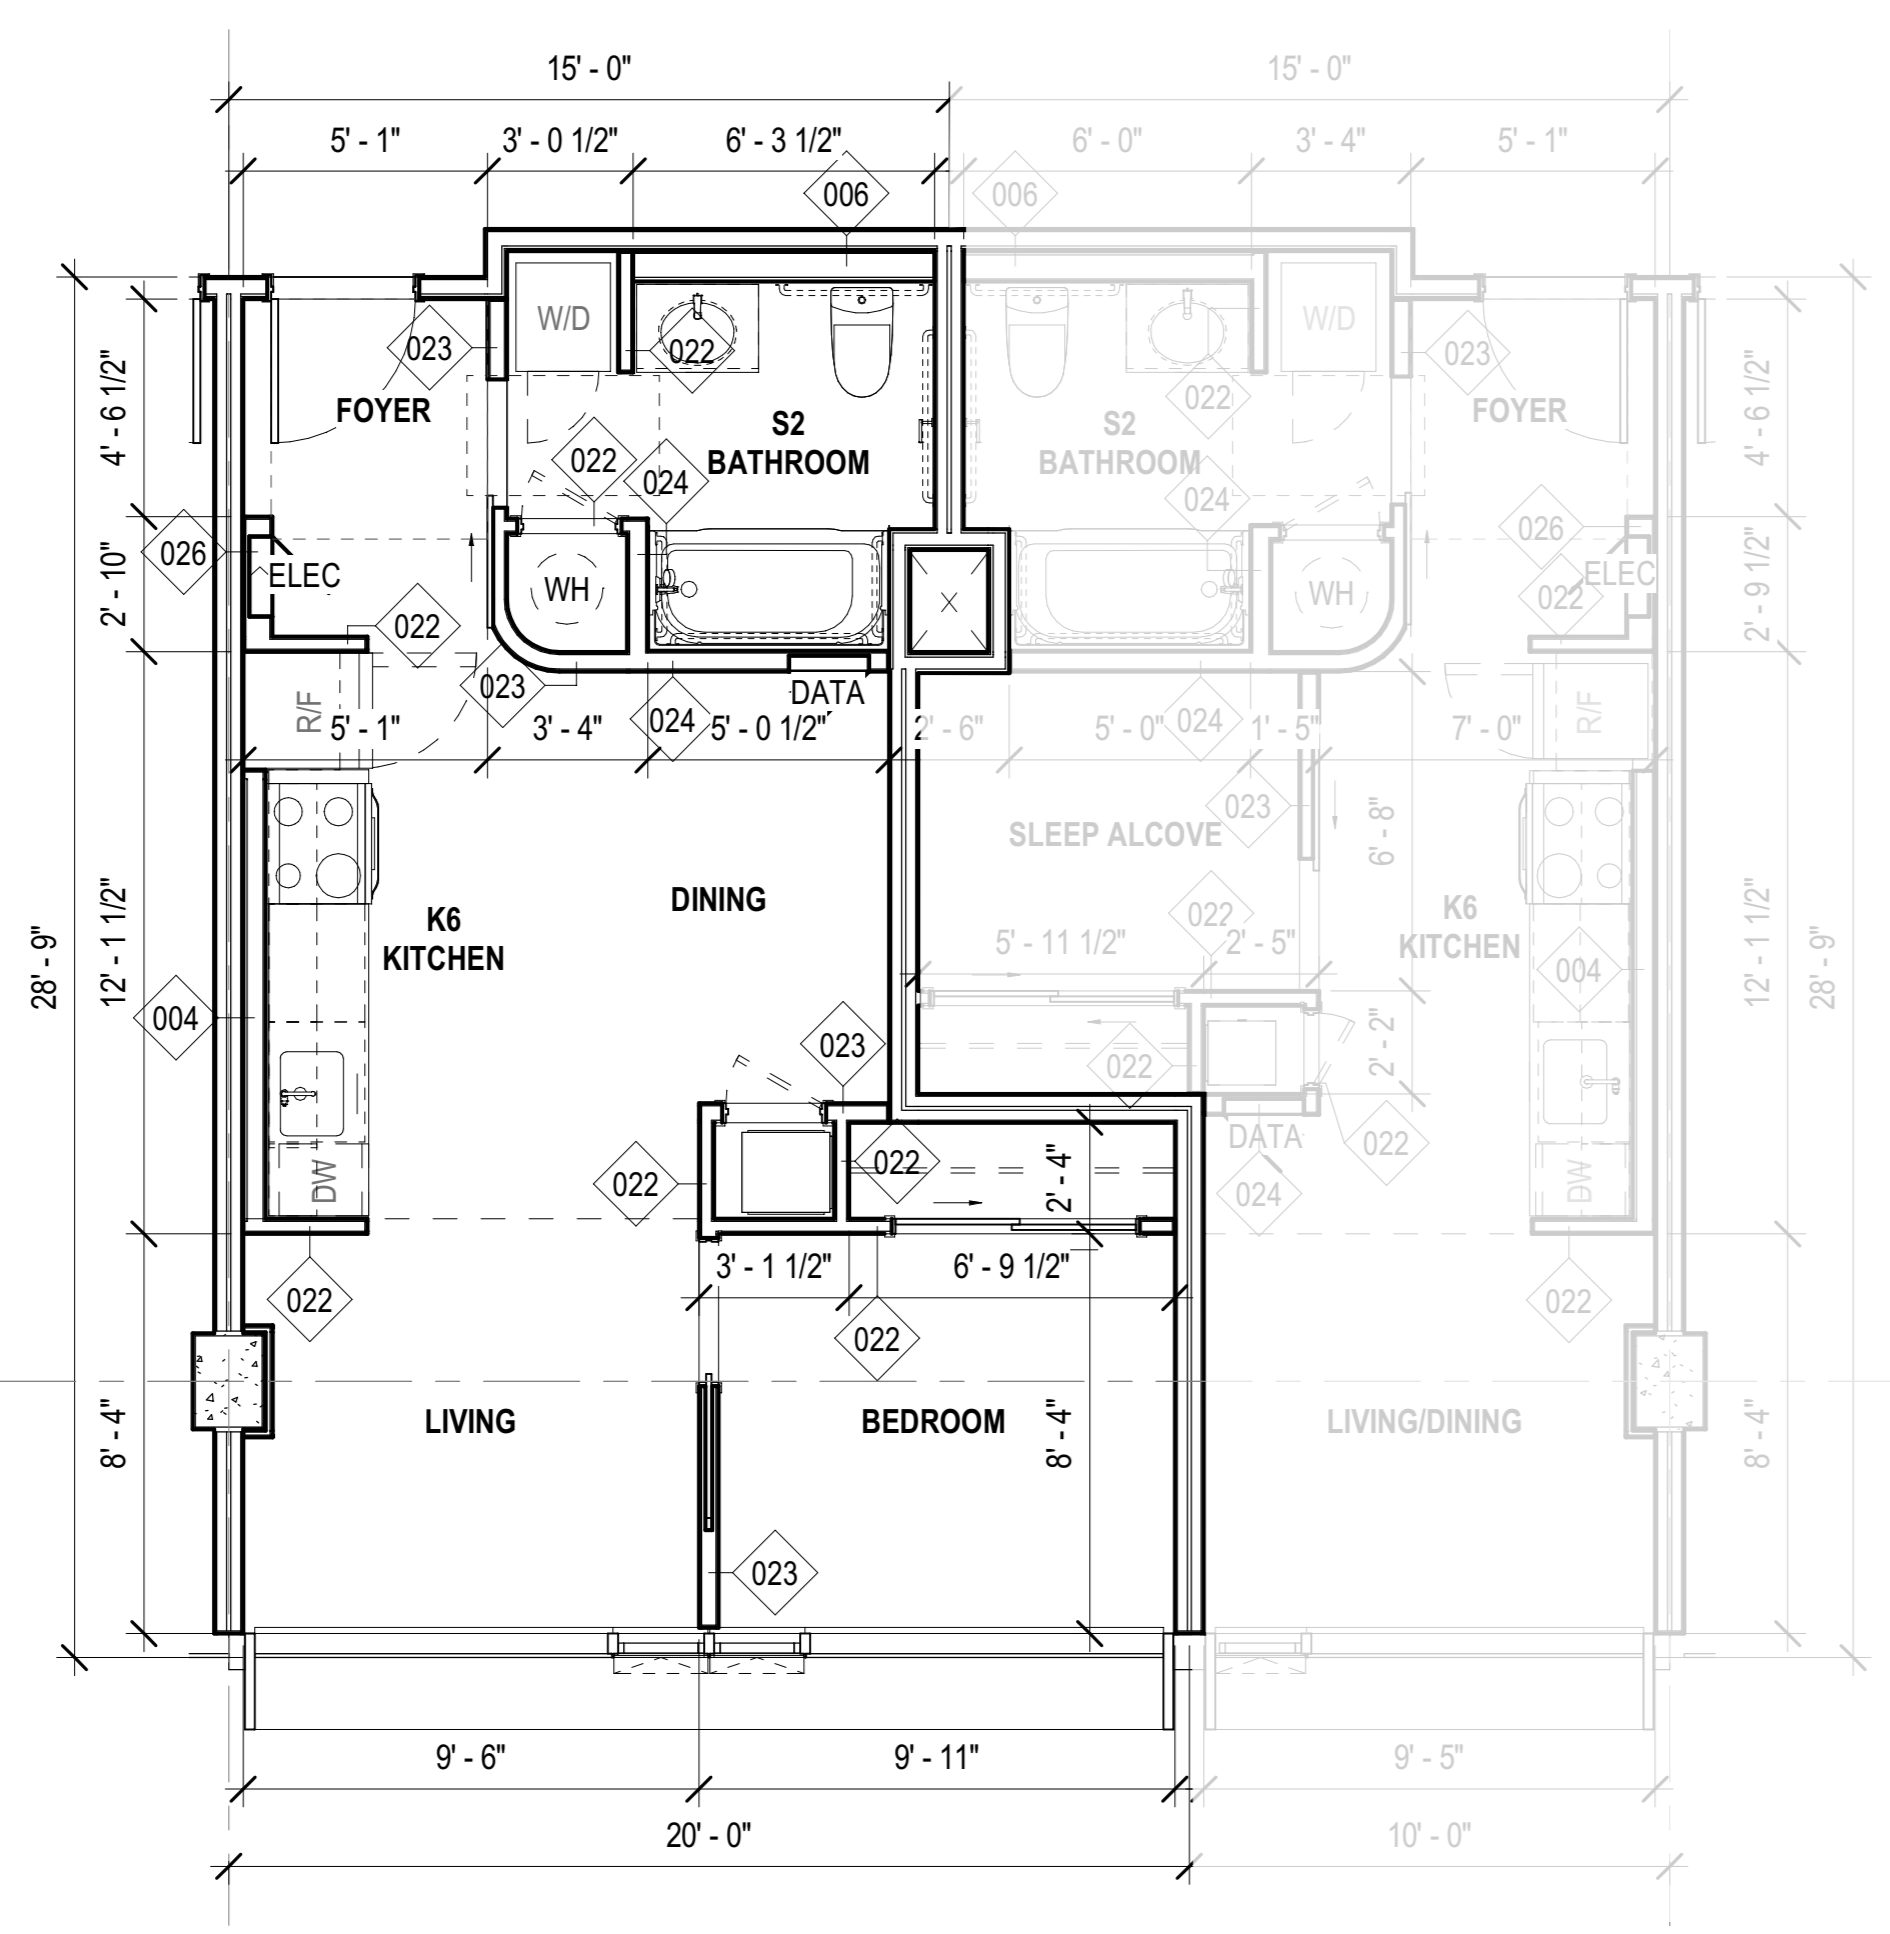 15' - 0"
15' - 0"
5' - 1"
3' - 0 1/2"
6' - 3 1/2"
6' - 0"
3' - 4"
5' - 1"
006
006
W/D
W/D
023
022
022
023
FOYER
S2
BATHROOM
S2
BATHROOM
FOYER
4' - 6 1/2"
4' - 6 1/2"
022
024
024
026
026
ELEC
ELEC
2' - 10"
2' - 9 1/2"
WH
WH
022
022
023
DATA
R/F
R/F
5' - 1"
3' - 4"
024
5' - 0 1/2"
2' - 6"
5' - 0"
024
1' - 5"
7' - 0"
023
SLEEP ALCOVE
6' - 8"
DINING
K6
KITCHEN
K6
KITCHEN
12' - 1 1/2"
12' - 1 1/2"
28' - 9"
28' - 9"
022
5' - 11 1/2"
2' - 5"
004
004
023
022
2' - 2"
DATA
022
022
022
024
DW
DW
2' - 4"
3' - 1 1/2"
6' - 9 1/2"
022
022
022
LIVING
BEDROOM
LIVING/DINING
8' - 4"
8' - 4"
8' - 4"
023
9' - 6"
9' - 11"
9' - 5"
20' - 0"
10' - 0"